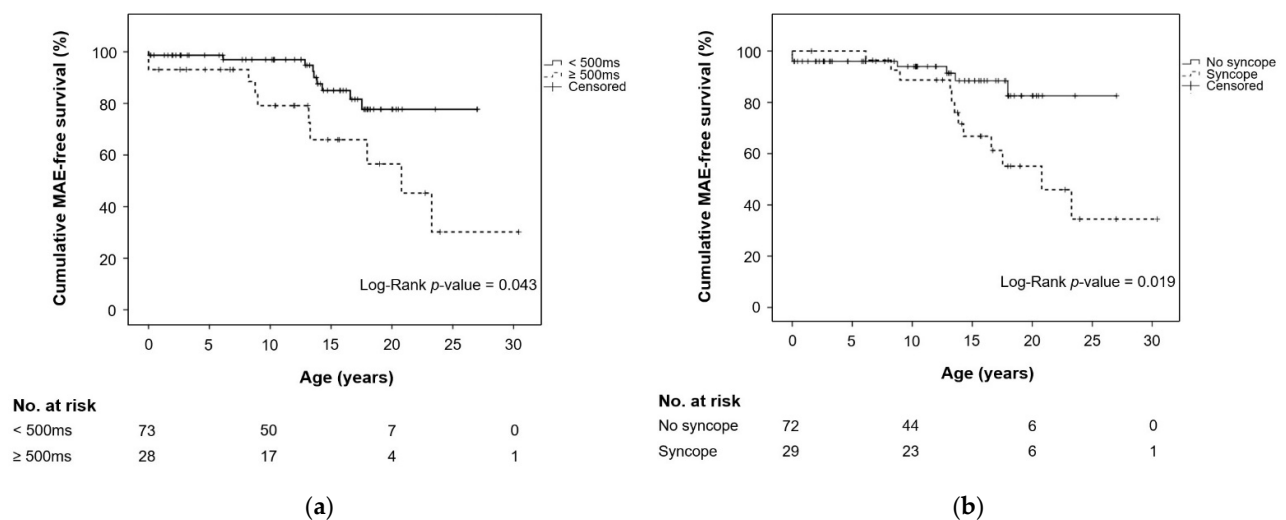 Cumulative MAE-free survival (%)
100
80
60
40
20
0
< 500ms
≥ 500ms
Censored
Log-Rank p-value = 0.043
0 5 10 15 20 25 30
Age (years)
No. at risk
< 500ms 73 50 7 0
≥ 500ms 28 17 4 1
(a)
Cumulative MAE-free survival (%)
100
80
60
40
20
0
No syncope
Syncope
Censored
Log-Rank p-value = 0.019
0 5 10 15 20 25 30
Age (years)
No. at risk
No syncope 72 44 6 0
Syncope 29 23 6 1
(b)